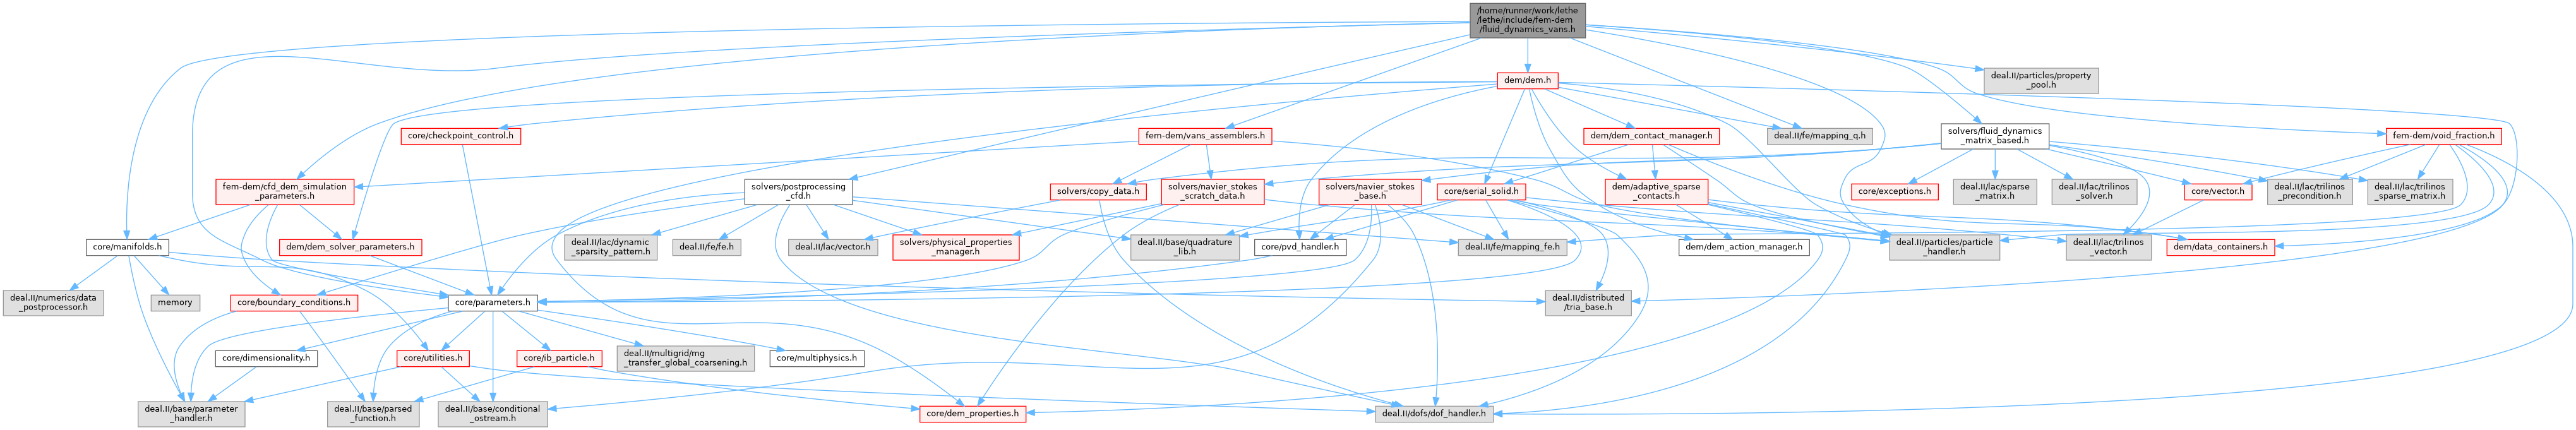 /home/runner/work/lethe
/lethe/include/fem-dem
/fluid_dynamics_vans.h
deal.II/particles/property
_pool.h
dem/dem.h
core/checkpoint_control.h
fem-dem/vans_assemblers.h
dem/dem_contact_manager.h
deal.II/fe/mapping_q.h
solvers/fluid_dynamics
_matrix_based.h
fem-dem/void_fraction.h
fem-dem/cfd_dem_simulation
_parameters.h
solvers/postprocessing
_cfd.h
solvers/copy_data.h
solvers/navier_stokes
_scratch_data.h
solvers/navier_stokes
_base.h
core/serial_solid.h
dem/adaptive_sparse
_contacts.h
core/exceptions.h
deal.II/lac/sparse
_matrix.h
deal.II/lac/trilinos
_solver.h
core/vector.h
deal.II/lac/trilinos
_precondition.h
deal.II/lac/trilinos
_sparse_matrix.h
core/manifolds.h
dem/dem_solver_parameters.h
deal.II/lac/dynamic
_sparsity_pattern.h
deal.II/fe/fe.h
deal.II/lac/vector.h
solvers/physical_properties
_manager.h
deal.II/base/quadrature
_lib.h
core/pvd_handler.h
deal.II/fe/mapping_fe.h
dem/dem_action_manager.h
deal.II/particles/particle
_handler.h
deal.II/lac/trilinos
_vector.h
dem/data_containers.h
deal.II/numerics/data
_postprocessor.h
memory
core/boundary_conditions.h
core/parameters.h
deal.II/distributed
/tria_base.h
core/dimensionality.h
core/utilities.h
core/ib_particle.h
deal.II/multigrid/mg
_transfer_global_coarsening.h
core/multiphysics.h
deal.II/base/parameter
_handler.h
deal.II/base/parsed
_function.h
deal.II/base/conditional
_ostream.h
core/dem_properties.h
deal.II/dofs/dof_handler.h